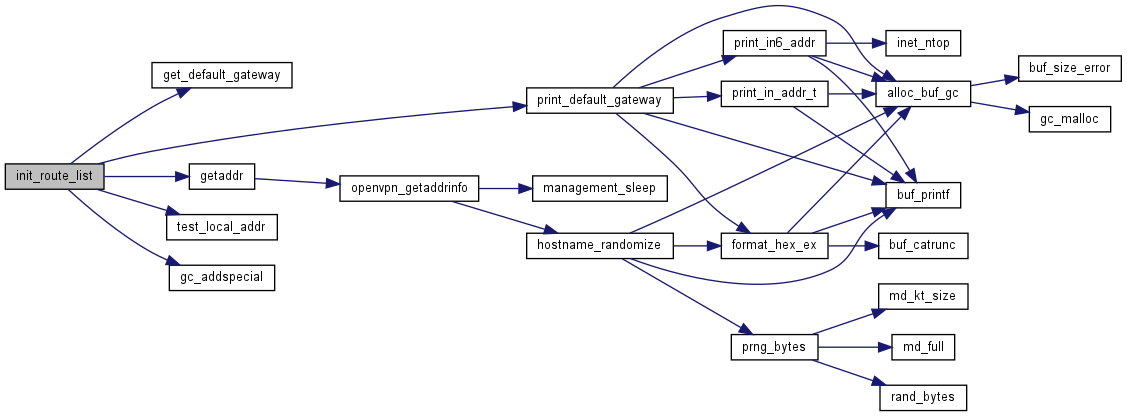 init_route_list
get_default_gateway
getaddr
test_local_addr
gc_addspecial
openvpn_getaddrinfo
print_default_gateway
management_sleep
hostname_randomize
print_in6_addr
print_in_addr_t
format_hex_ex
prng_bytes
inet_ntop
alloc_buf_gc
buf_printf
buf_catrunc
md_kt_size
md_full
rand_bytes
buf_size_error
gc_malloc